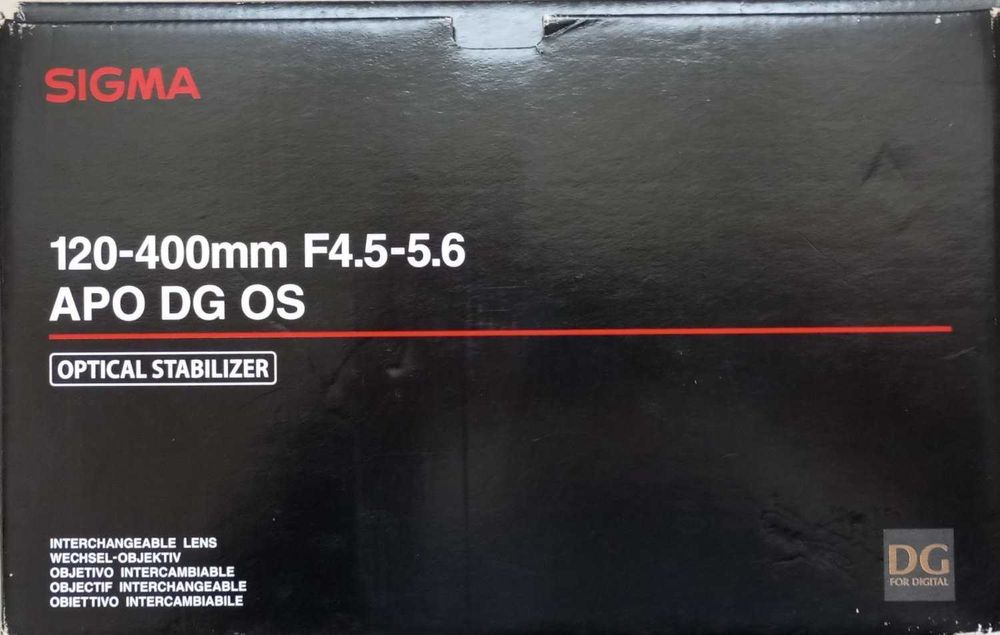 SIGMA
120-400mm F4.5-5.6
APO DG OS
OPTICAL STABILIZER
INTERCHANGEABLE LENS
WECHSEL-OBJEKTIV
OBJETIVO INTERCAMBIABLE
OBJECTIF INTERCHANGEABLE
OBIETTIVO INTERCAMBIABILE
DG
FOR DIGITAL